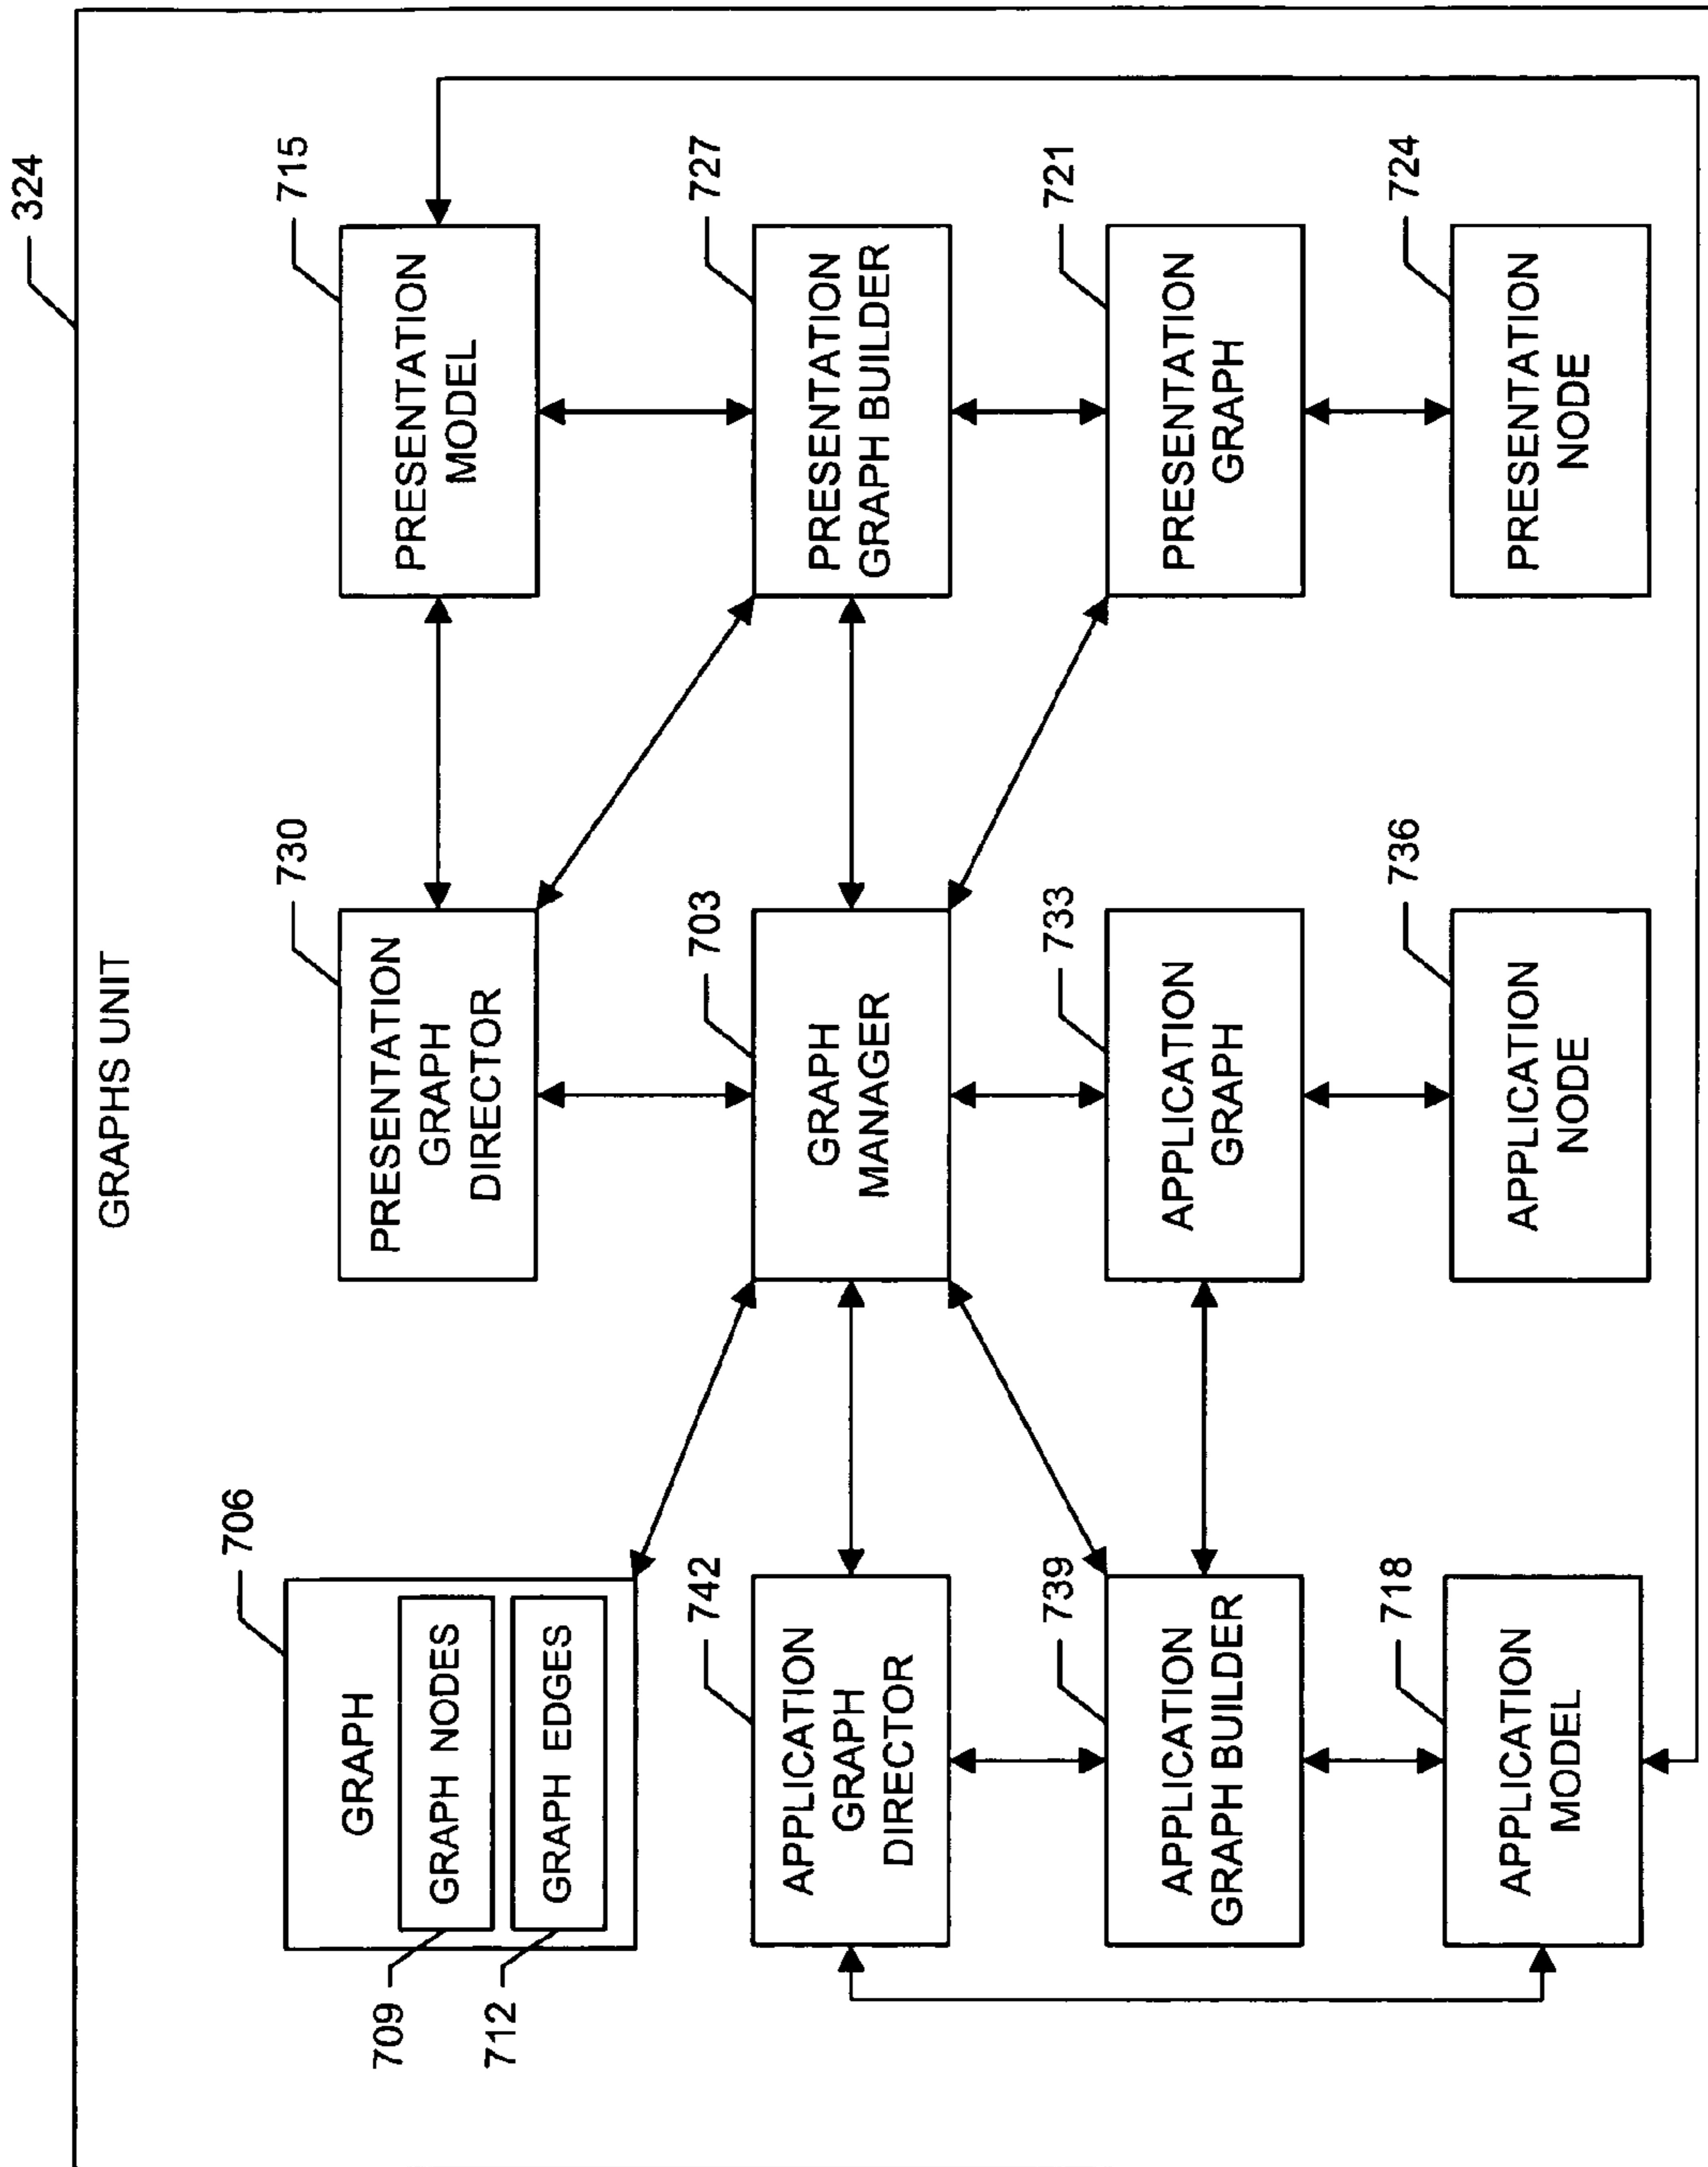 324
GRAPHS UNIT
706
GRAPH
GRAPH NODES
GRAPH EDGES
709
712
730
PRESENTATION
GRAPH
DIRECTOR
715
PRESENTATION
MODEL
742
APPLICATION
GRAPH
DIRECTOR
703
GRAPH
MANAGER
727
PRESENTATION
GRAPH BUILDER
739
APPLICATION
GRAPH BUILDER
733
APPLICATION
GRAPH
721
PRESENTATION
GRAPH
718
APPLICATION
MODEL
736
APPLICATION
NODE
724
PRESENTATION
NODE